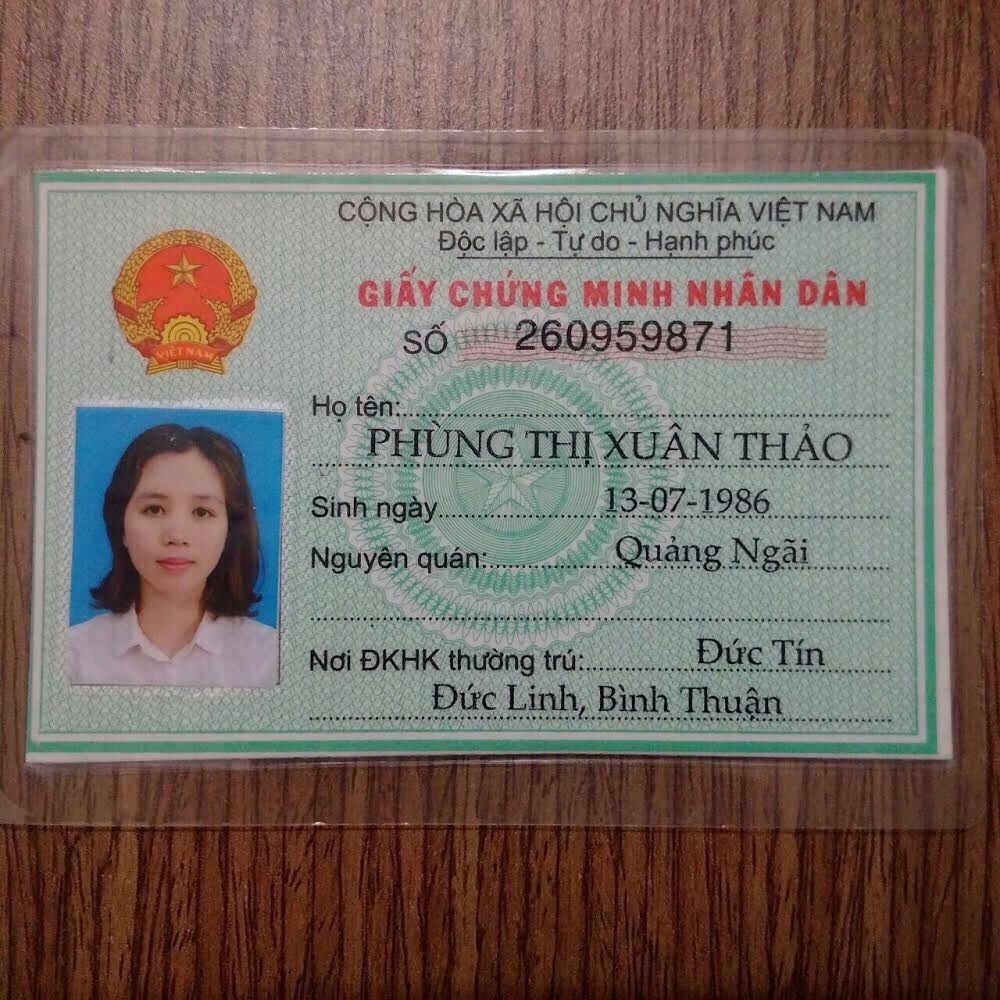 CỘNG HÒA XÃ HỘI CHỦ NGHĨA VIỆT NAM
Độc lập - Tự do - Hạnh phúc
GIẤY CHỨNG MINH NHÂN DÂN
SỐ 260959871
VIỆT NAM
Họ tên:
PHÙNG THỊ XUÂN THẢO
Sinh ngày 13-07-1986
Nguyên quán: Quảng Ngãi
Nơi ĐKHK thường trú: Đức Tín
Đức Linh, Bình Thuận